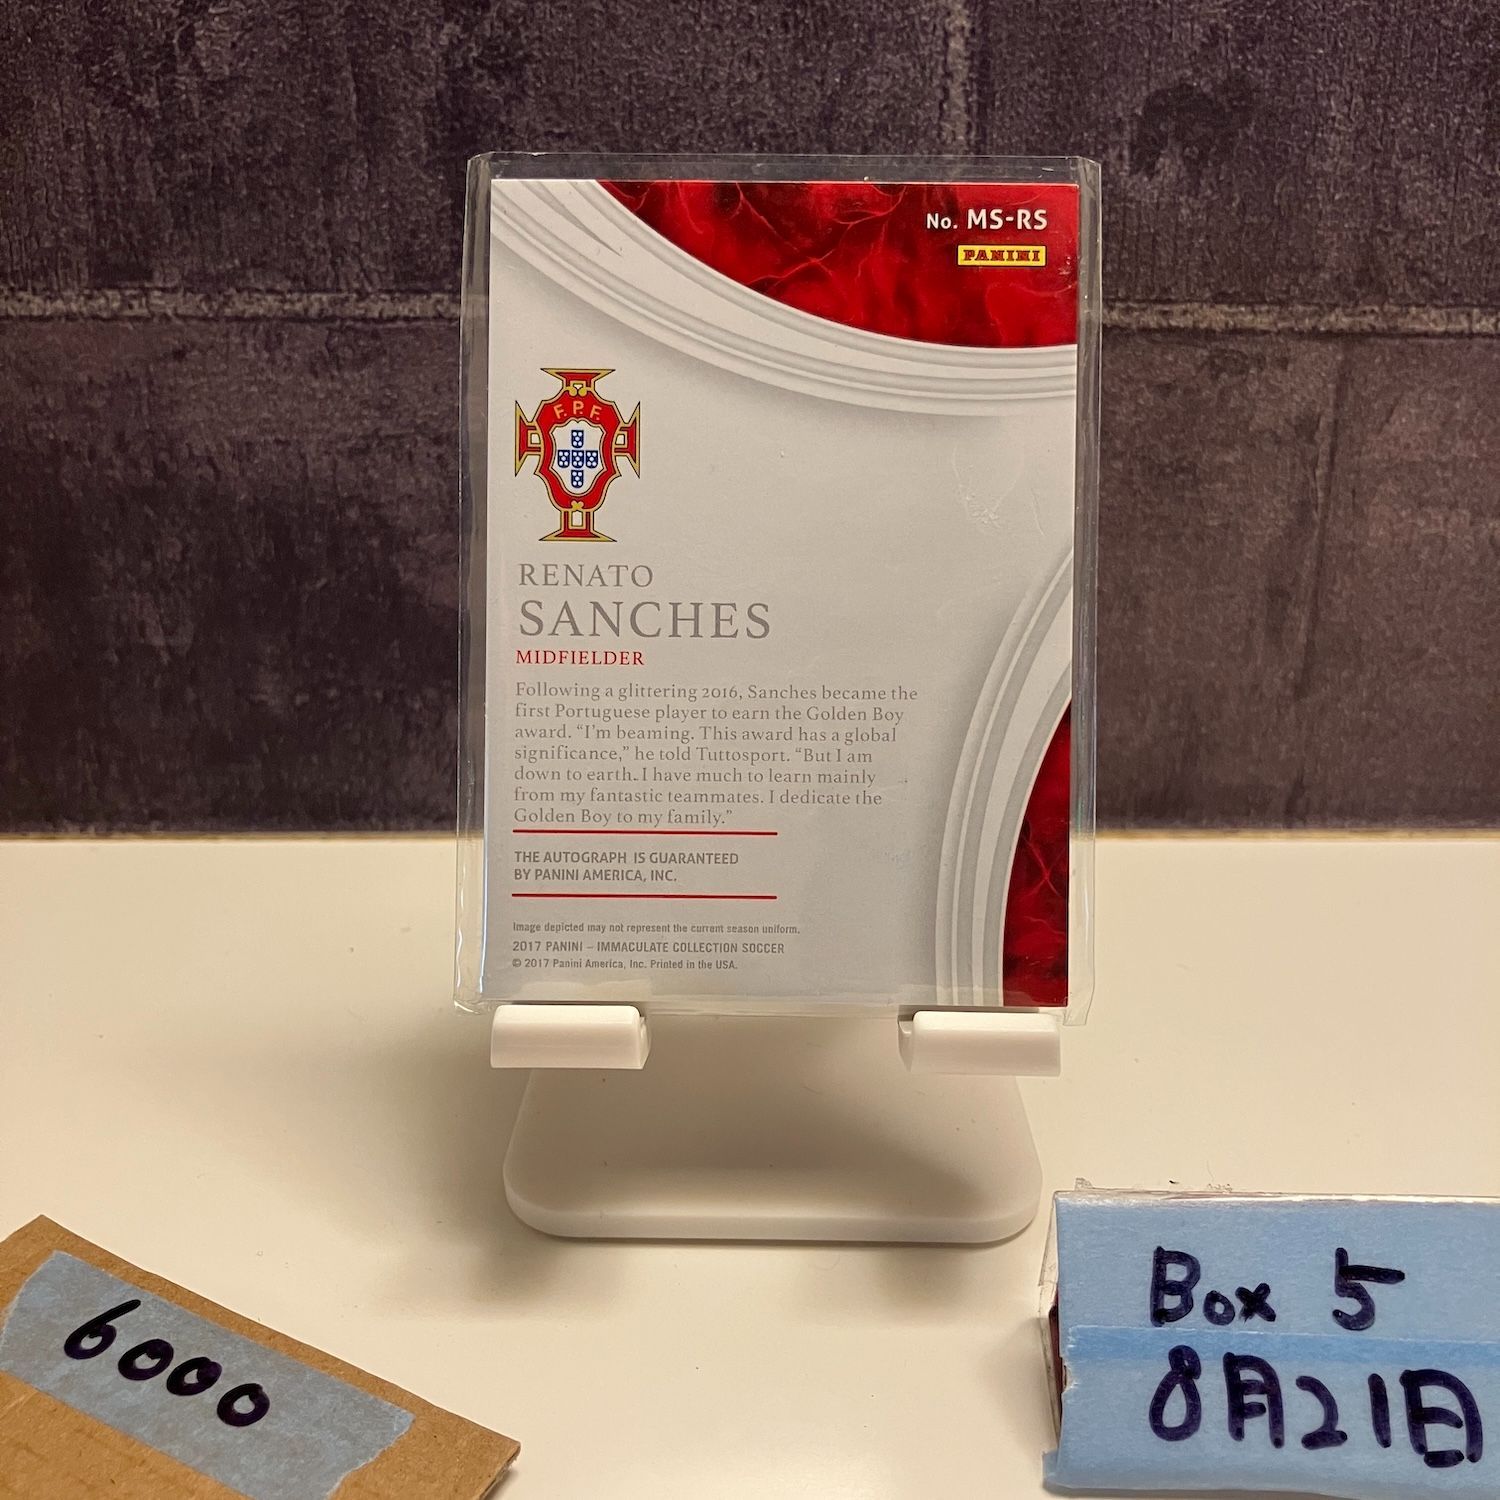 No. MS-RS
PANINI
F.P.F.
RENATO
SANCHES
MIDFIELDER
Following a glittering 2016, Sanches became the
first Portuguese player to earn the Golden Boy
award. “I’m beaming. This award has a global
significance,” he told Tuttosport. “But I am
down to earth. I have much to learn mainly
from my fantastic teammates. I dedicate the
Golden Boy to my family.”
THE AUTOGRAPH IS GUARANTEED
BY PANINI AMERICA, INC.
Image depicted may not represent the current season uniform.
2017 PANINI – IMMACULATE COLLECTION SOCCER
© 2017 Panini America, Inc. Printed in the USA.
6000
Box 5
8月21日